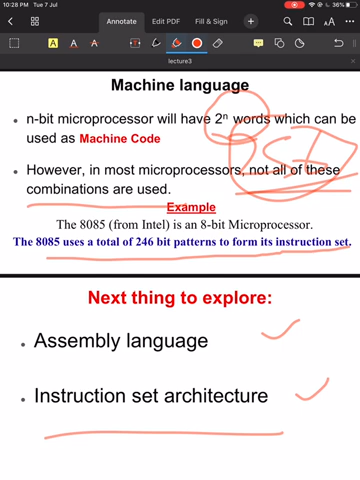 10:28 PM Tue 7 Jul
36%
Annotate Edit PDF Fill & Sign
lecture3
Machine language
• n-bit microprocessor will have 2ⁿ words which can be
used as Machine Code
• However, in most microprocessors, not all of these
combinations are used.
Example
The 8085 (from Intel) is an 8-bit Microprocessor.
The 8085 uses a total of 246 bit patterns to form its instruction set.
Next thing to explore:
• Assembly language
• Instruction set architecture